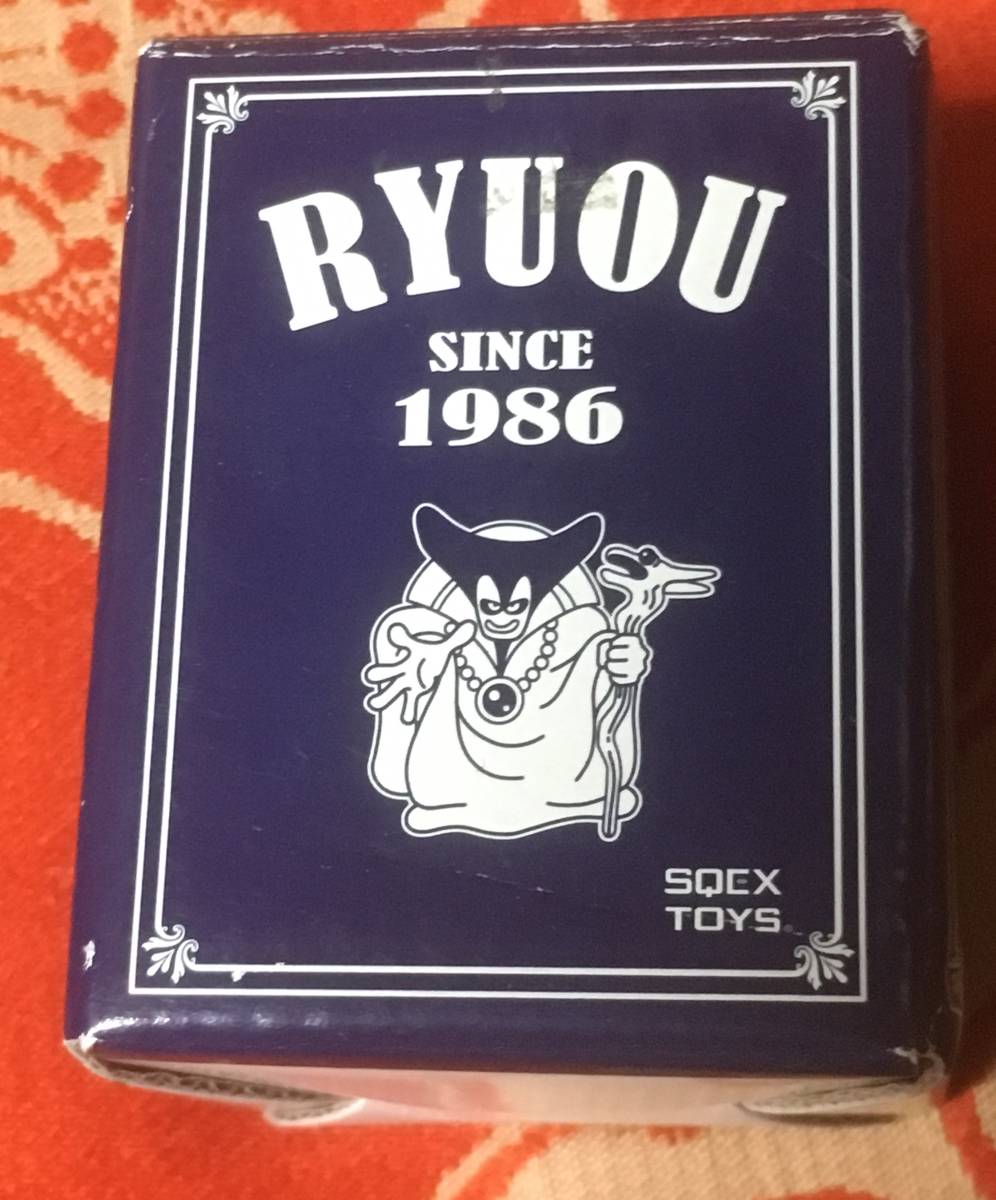 RYUOU
SINCE
1986
SQEX
TOYS